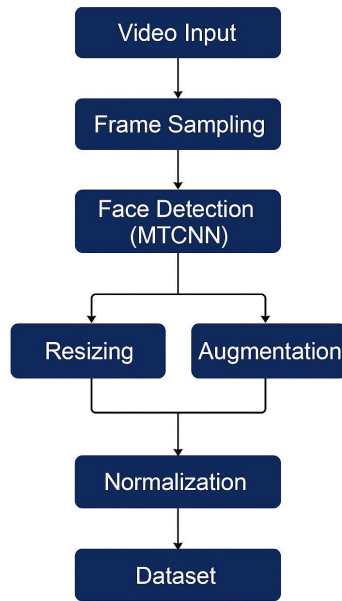 Video Input
Frame Sampling
Face Detection
(MTCNN)
Resizing
Augmentation
Normalization
Dataset